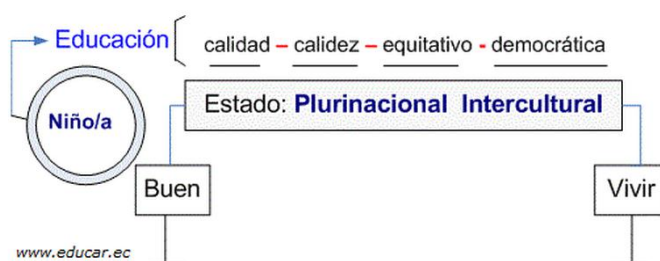 Educación
calidad – calidez – equitativo - democrática
Estado: Plurinacional Intercultural
Niño/a
Buen
Vivir
www.educar.ec